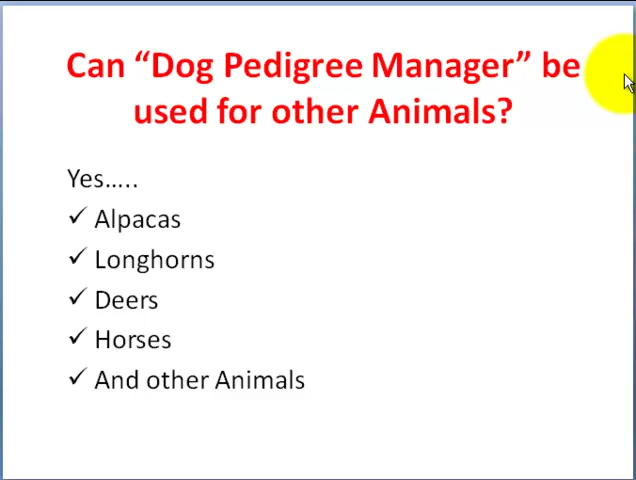 Can “Dog Pedigree Manager” be
used for other Animals?
Yes.....
✓ Alpacas
✓ Longhorns
✓ Deers
✓ Horses
✓ And other Animals